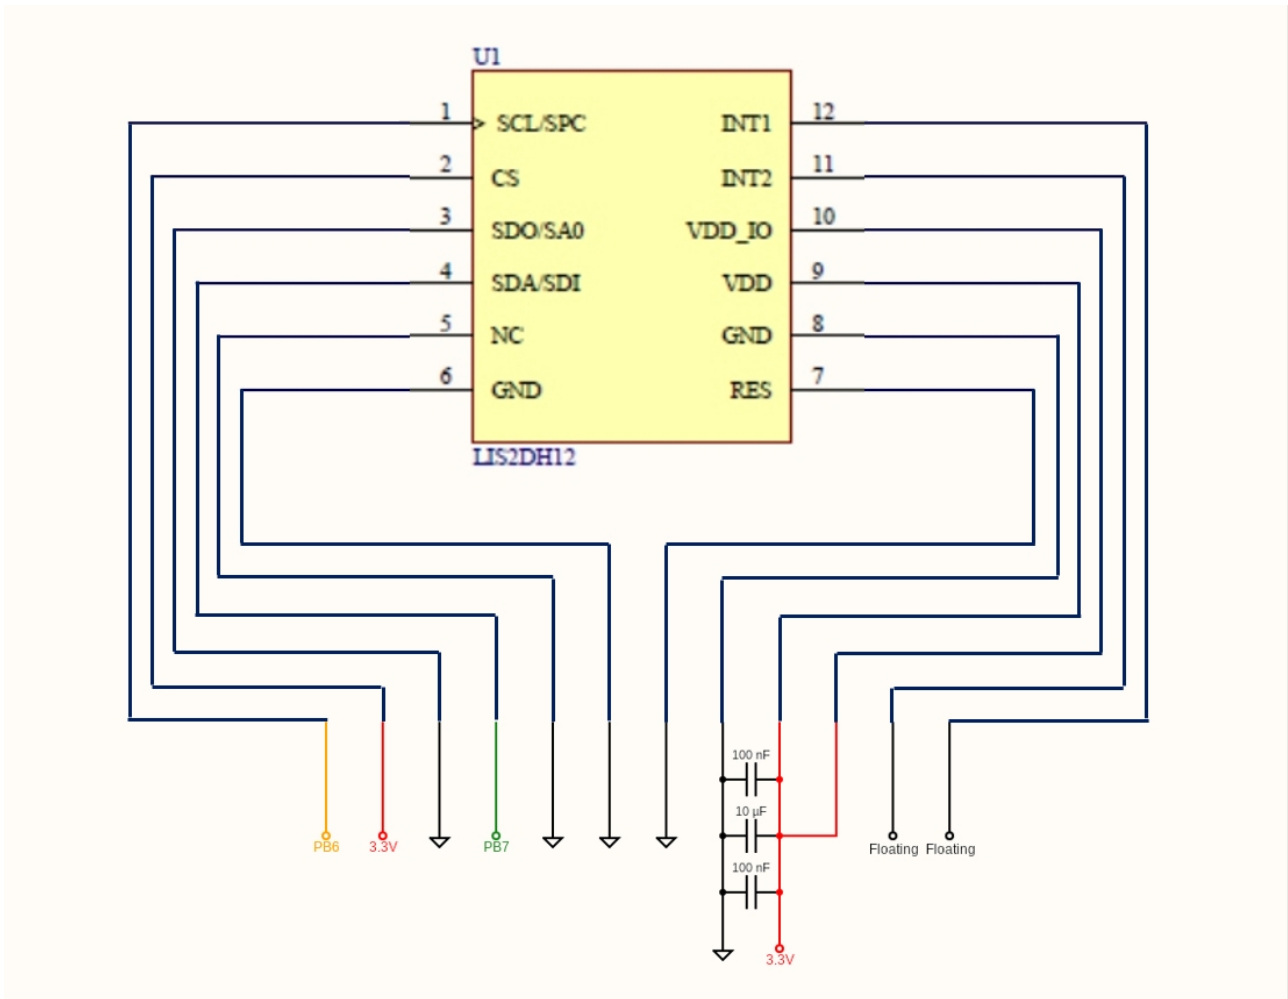 U1
1 SCL/SPC INT1 12
2 CS INT2 11
3 SDO/SA0 VDD_IO 10
4 SDA/SDI VDD 9
5 NC GND 8
6 GND RES 7
LIS2DH12
100 nF
10 µF
PB6 3.3V PB7 Floating Floating
100 nF
3.3V